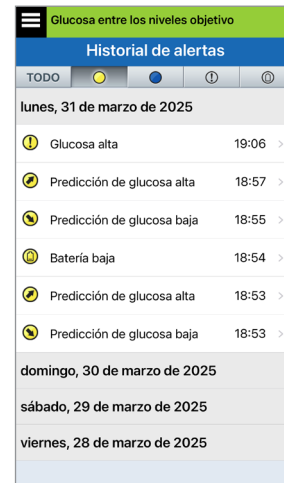 Glucosa entre los niveles objetivo
Historial de alertas
TODO
lunes, 31 de marzo de 2025
Glucosa alta 19:06
Predicción de glucosa alta 18:57
Predicción de glucosa baja 18:55
Batería baja 18:54
Predicción de glucosa alta 18:53
Predicción de glucosa baja 18:53
domingo, 30 de marzo de 2025
sábado, 29 de marzo de 2025
viernes, 28 de marzo de 2025